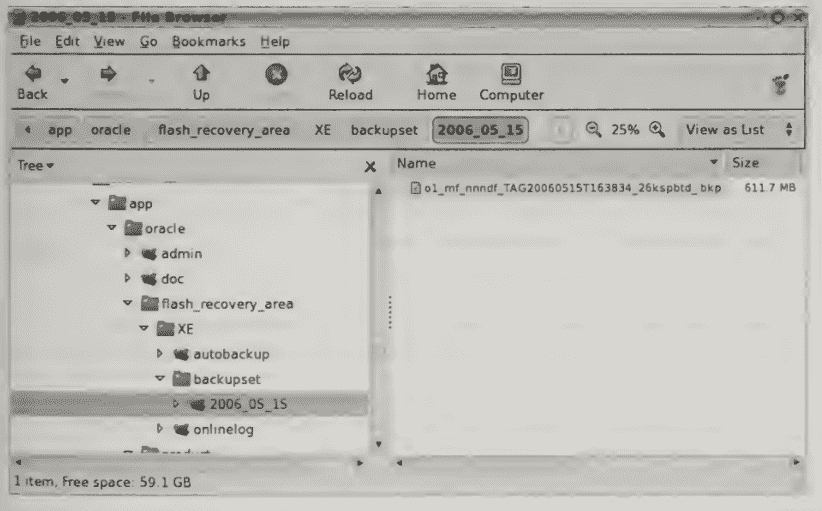 2006_05_15 - File Browser
File Edit View Go Bookmarks Help
Back Up Reload Home Computer
app oracle flash_recovery_area XE backupset 2006_05_15 25% View as List
Tree Name Size
o1_mf_nnndf_TAG20060515T163834_26kspbtd_.bkp 611.7 MB
app
oracle
admin
doc
flash_recovery_area
XE
autobackup
backupset
2006_05_15
onlinelog
1 item, Free space: 59.1 GB